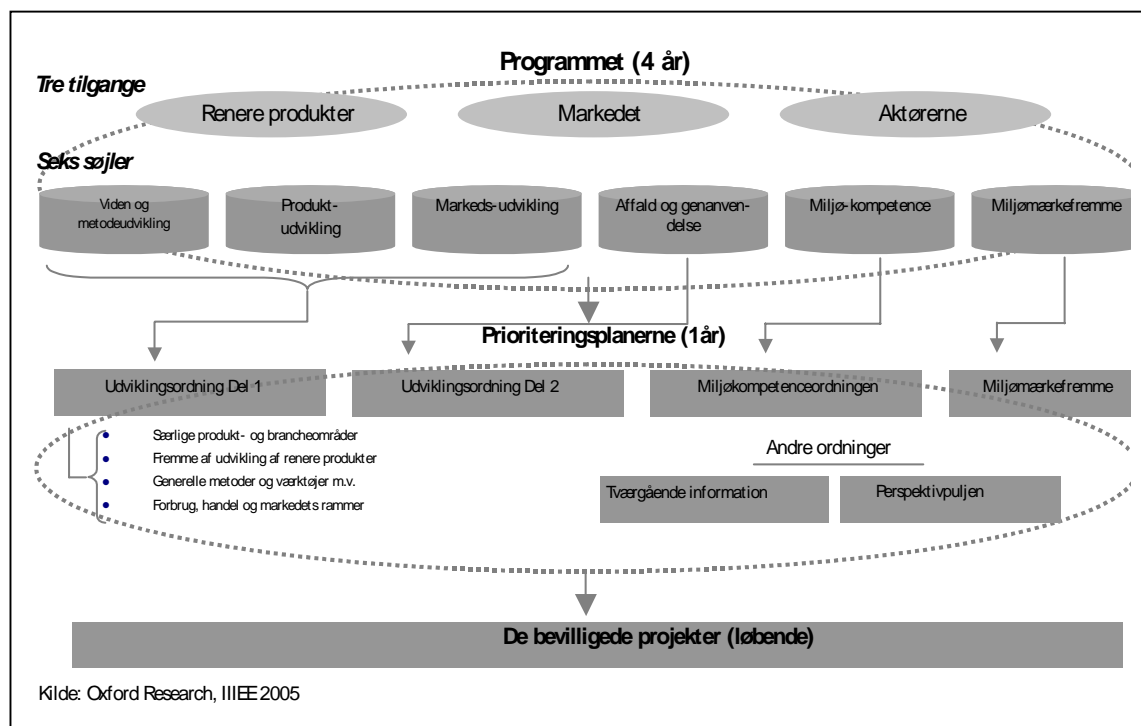 Programmet (4 år)
Tre tilgange
Renere produkter
Markedet
Aktørerne
Seks søjler
Viden og
metodeudvikling
Produkt-
udvikling
Markeds-udvikling
Affald og genanven-
delse
Miljø-kompetence
Miljømærkefremme
Prioriteringsplanerne (1år)
Udviklingsordning Del 1
Udviklingsordning Del 2
Miljøkompetenceordningen
Miljømærkefremme
• Særlige produkt- og brancheområder
• Fremme af udvikling af renere produkter
• Generelle metoder og værktøjer m.v.
• Forbrug, handel og markedets rammer
Andre ordninger
Tværgående information
Perspektivpuljen
De bevilligede projekter (løbende)
Kilde: Oxford Research, IIIEE 2005